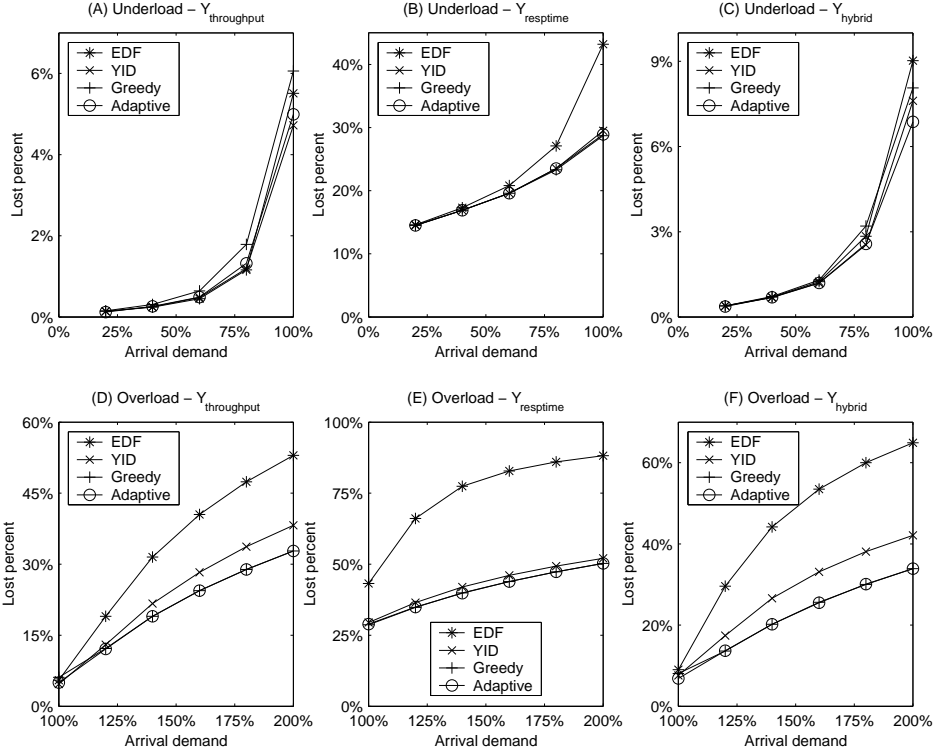 (A) Underload – Y_throughput
6%
4%
2%
0%
Lost percent
EDF
YID
Greedy
Adaptive
0% 25% 50% 75% 100%
Arrival demand
(B) Underload – Y_resptime
40%
30%
20%
10%
0%
Lost percent
EDF
YID
Greedy
Adaptive
0% 25% 50% 75% 100%
Arrival demand
(C) Underload – Y_hybrid
9%
6%
3%
0%
Lost percent
EDF
YID
Greedy
Adaptive
0% 25% 50% 75% 100%
Arrival demand
(D) Overload – Y_throughput
60%
45%
30%
15%
0%
Lost percent
EDF
YID
Greedy
Adaptive
100% 125% 150% 175% 200%
Arrival demand
(E) Overload – Y_resptime
100%
75%
50%
25%
0%
Lost percent
EDF
YID
Greedy
Adaptive
100% 125% 150% 175% 200%
Arrival demand
(F) Overload – Y_hybrid
60%
40%
20%
0%
Lost percent
EDF
YID
Greedy
Adaptive
100% 125% 150% 175% 200%
Arrival demand